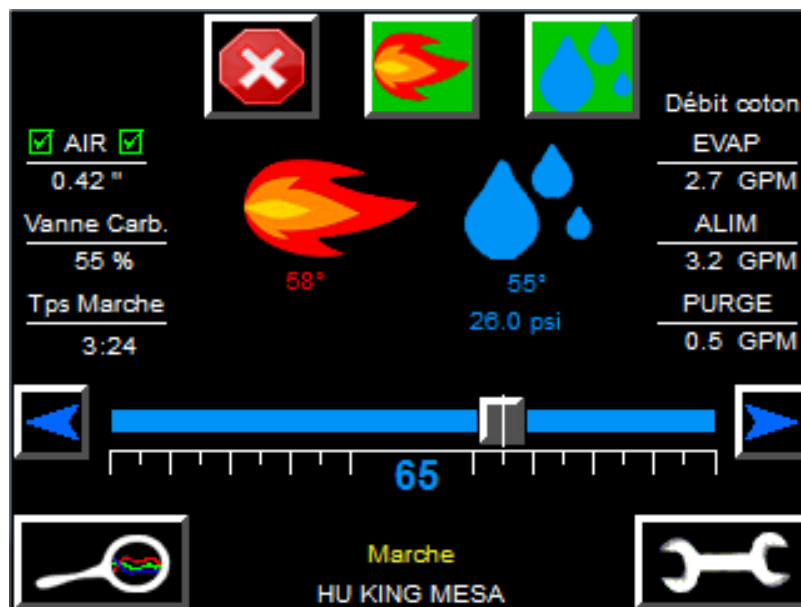 Débit coton
AIR
0.42 "
Vanne Carb.
55 %
Tps Marche
3:24
58°
55°
26.0 psi
EVAP
2.7 GPM
ALIM
3.2 GPM
PURGE
0.5 GPM
65
Marche
HU KING MESA